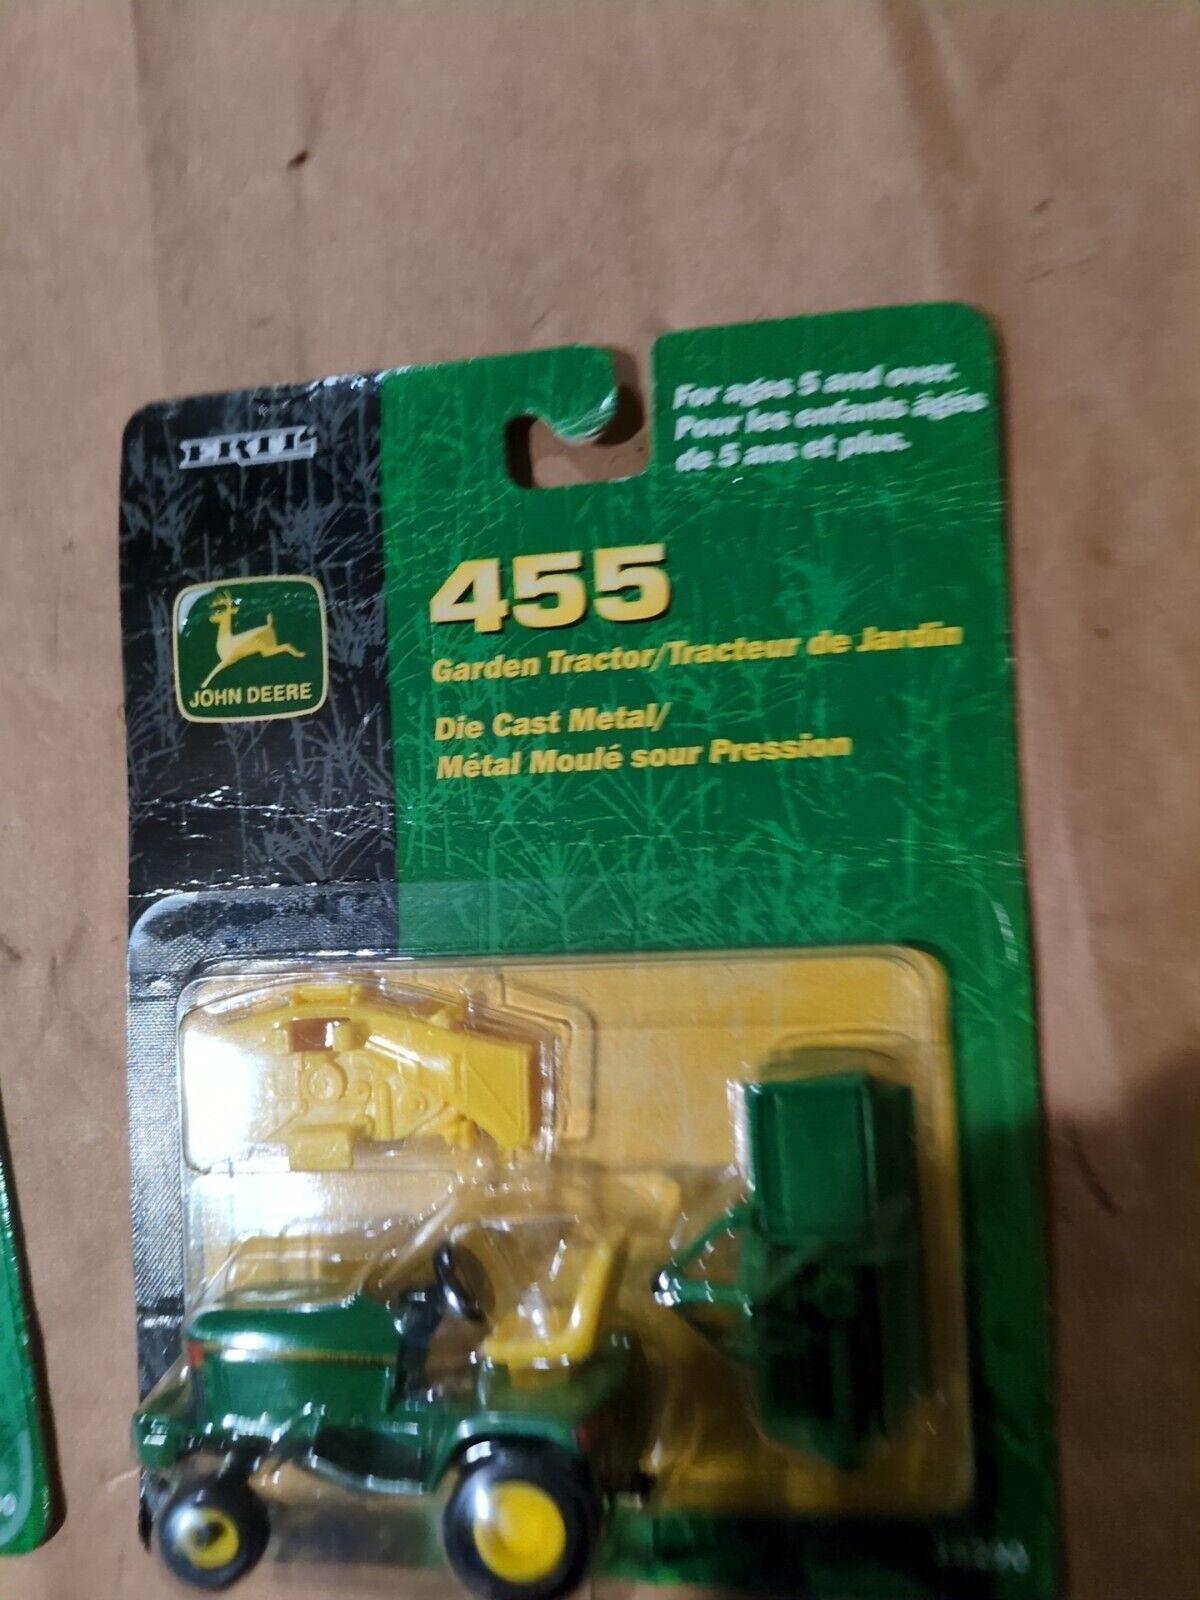 ERTL
For ages 5 and over.
Pour les enfants âgés
de 5 ans et plus.
JOHN DEERE
455
Garden Tractor/Tracteur de Jardin
Die Cast Metal/
Métal Moulé sour Pression